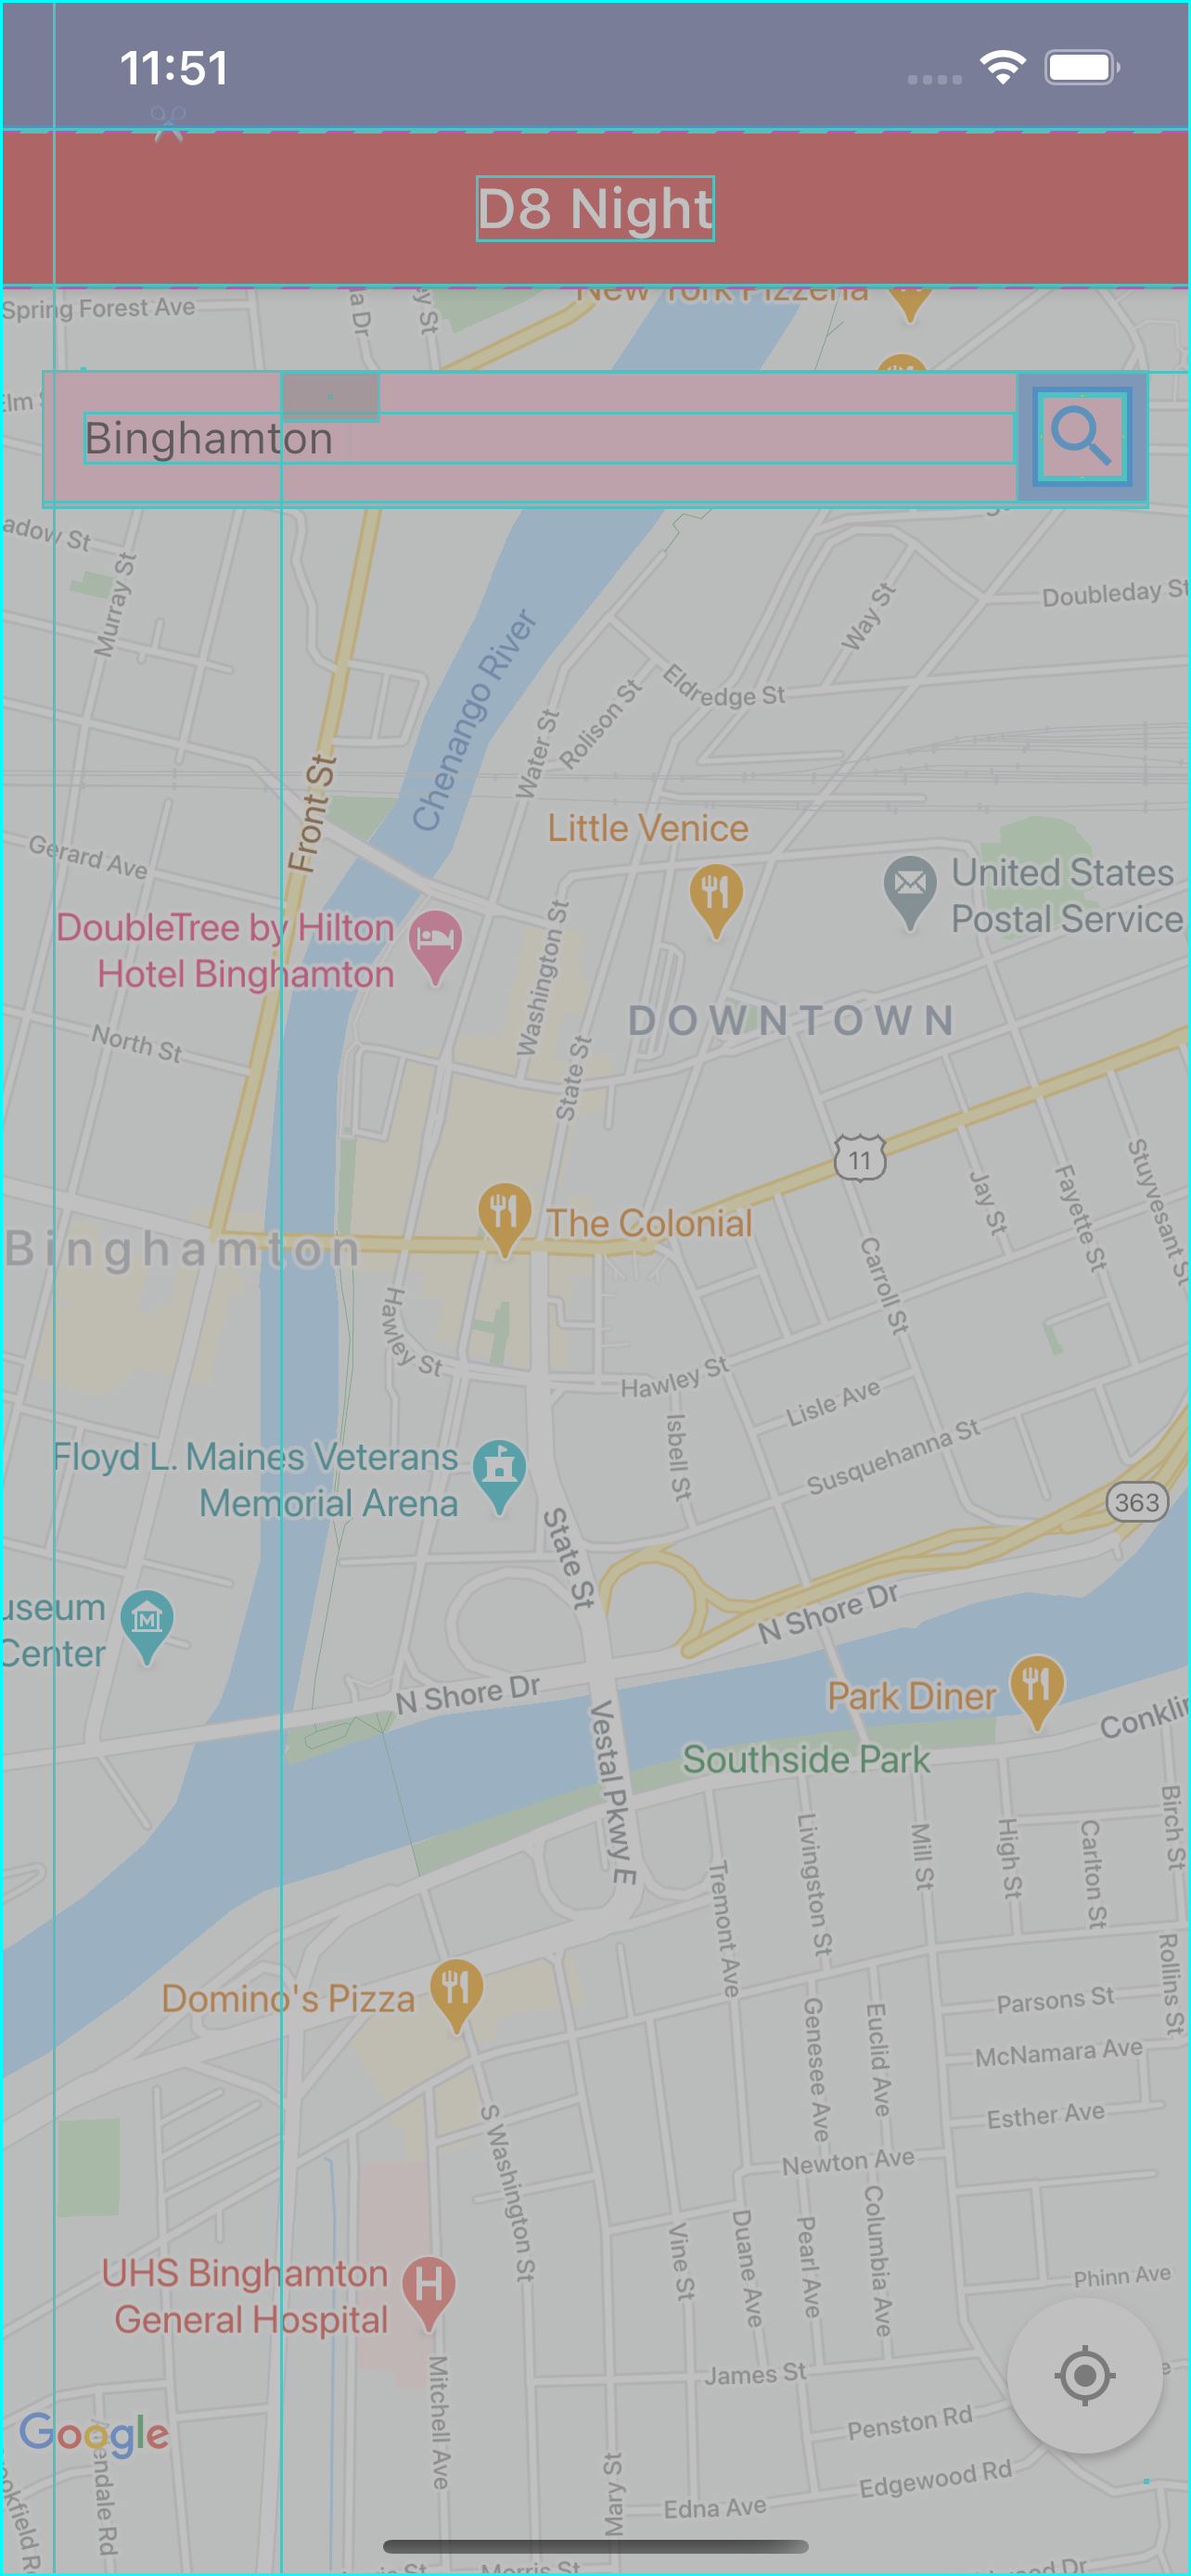 11:51
D8 Night
New York Pizzeria
Spring Forest Ave
Binghamton
Murray St
Doubleday St
Way St
Chenango River
Eldredge St
Rolison St
Water St
Front St
Little Venice
Gerard Ave
United States
Postal Service
DoubleTree by Hilton
Hotel Binghamton
Washington St
DOWNTOWN
North St
State St
11
Jay St
Fayette St
Stuyvesant St
The Colonial
Binghamton
Carroll St
Hawley St
Hawley St
Lisle Ave
Isbell St
Susquehanna St
Floyd L. Maines Veterans
Memorial Arena
363
State St
N Shore Dr
useum
Center
N Shore Dr
Park Diner
Conklin
Vestal Pkwy E
Southside Park
Birch St
Livingston St
Mill St
High St
Carlton St
Tremont Ave
Rollins St
Domino's Pizza
Parsons St
Genesee Ave
Euclid Ave
McNamara Ave
Esther Ave
S Washington St
Newton Ave
Columbia Ave
Duane Ave
Pearl Ave
Vine St
UHS Binghamton
General Hospital
H
Phinn Ave
James St
Mitchell Ave
Penston Rd
Google
Edgewood Rd
Mary St
Edna Ave
Morris St